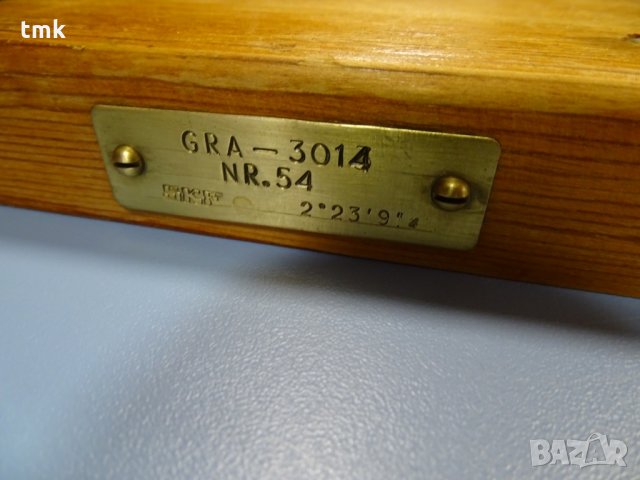 tmk
GRA – 3014
NR.54
2°23'9"4
BAZAR